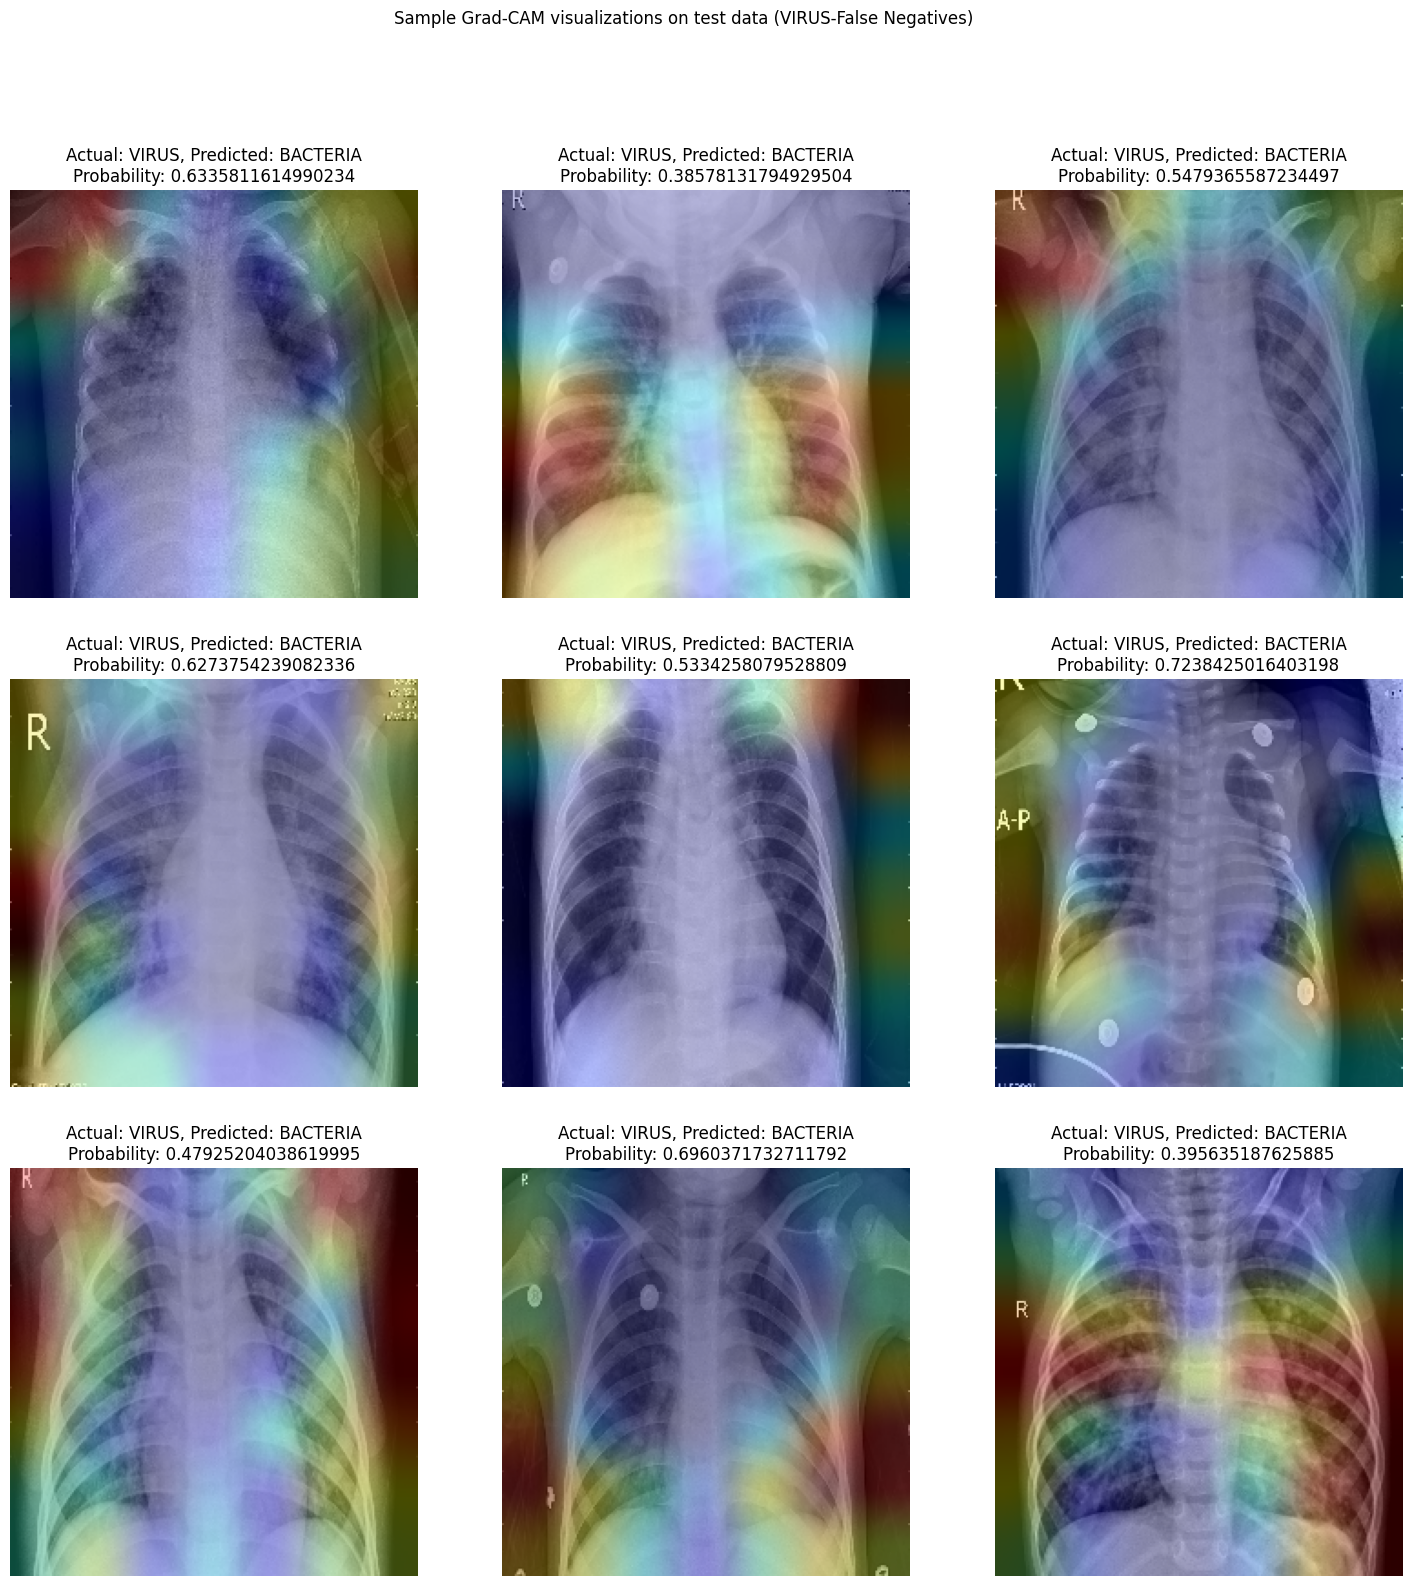 Sample Grad-CAM visualizations on test data (VIRUS-False Negatives)
Actual: VIRUS, Predicted: BACTERIA
Probability: 0.6335811614990234
Actual: VIRUS, Predicted: BACTERIA
Probability: 0.38578131794929504
Actual: VIRUS, Predicted: BACTERIA
Probability: 0.5479365587234497
R
R
Actual: VIRUS, Predicted: BACTERIA
Probability: 0.6273754239082336
Actual: VIRUS, Predicted: BACTERIA
Probability: 0.5334258079528809
Actual: VIRUS, Predicted: BACTERIA
Probability: 0.7238425016403198
R
R
A-P
Actual: VIRUS, Predicted: BACTERIA
Probability: 0.47925204038619995
Actual: VIRUS, Predicted: BACTERIA
Probability: 0.6960371732711792
Actual: VIRUS, Predicted: BACTERIA
Probability: 0.395635187625885
R
R
R